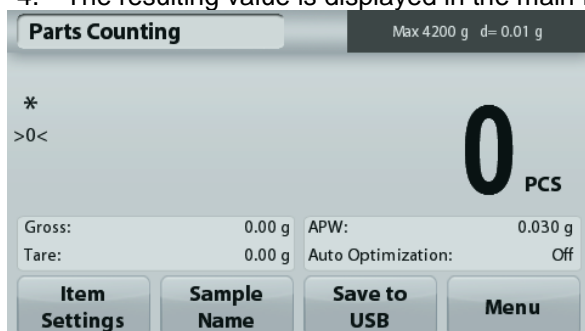 4. The resulting value is displayed in the main
Parts Counting
Max 4200 g d= 0.01 g
*
>0<
0 PCS
Gross: 0.00 g APW: 0.030 g
Tare: 0.00 g Auto Optimization: Off
Item Settings
Sample Name
Save to USB
Menu